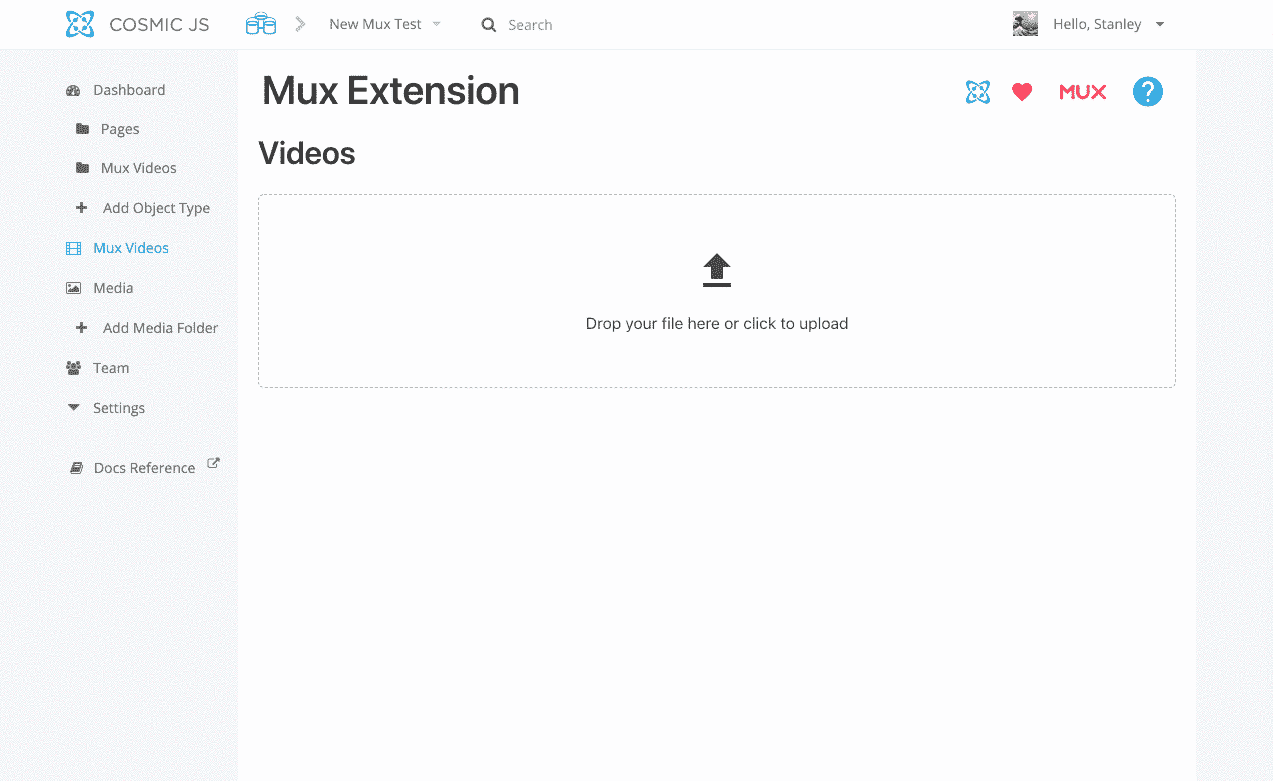 COSMIC JS
New Mux Test
Search
Hello, Stanley
Dashboard
Pages
Mux Videos
Add Object Type
Mux Videos
Media
Add Media Folder
Team
Settings
Docs Reference
Mux Extension
MUX
?
Videos
Drop your file here or click to upload